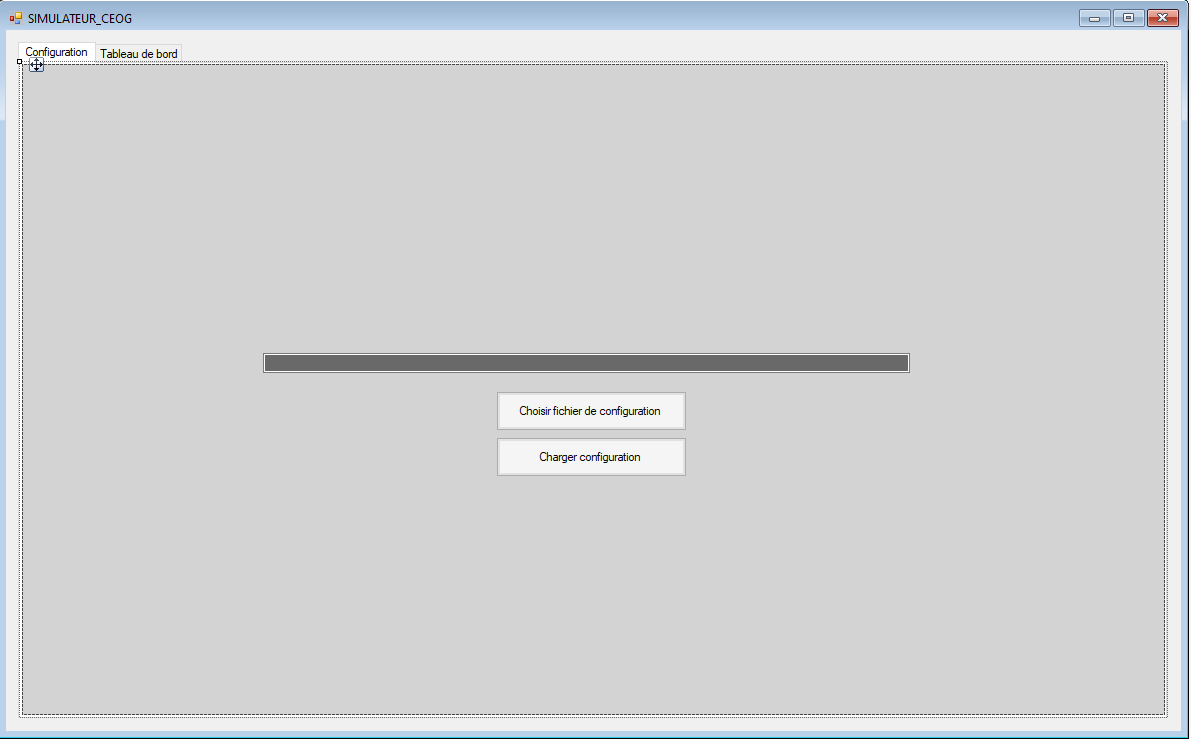 SIMULATEUR_CEOG
Configuration
Tableau de bord
Choisir fichier de configuration
Charger configuration